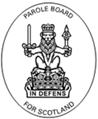 PAROLE BOARD
IN DEFENS
FOR SCOTLAND